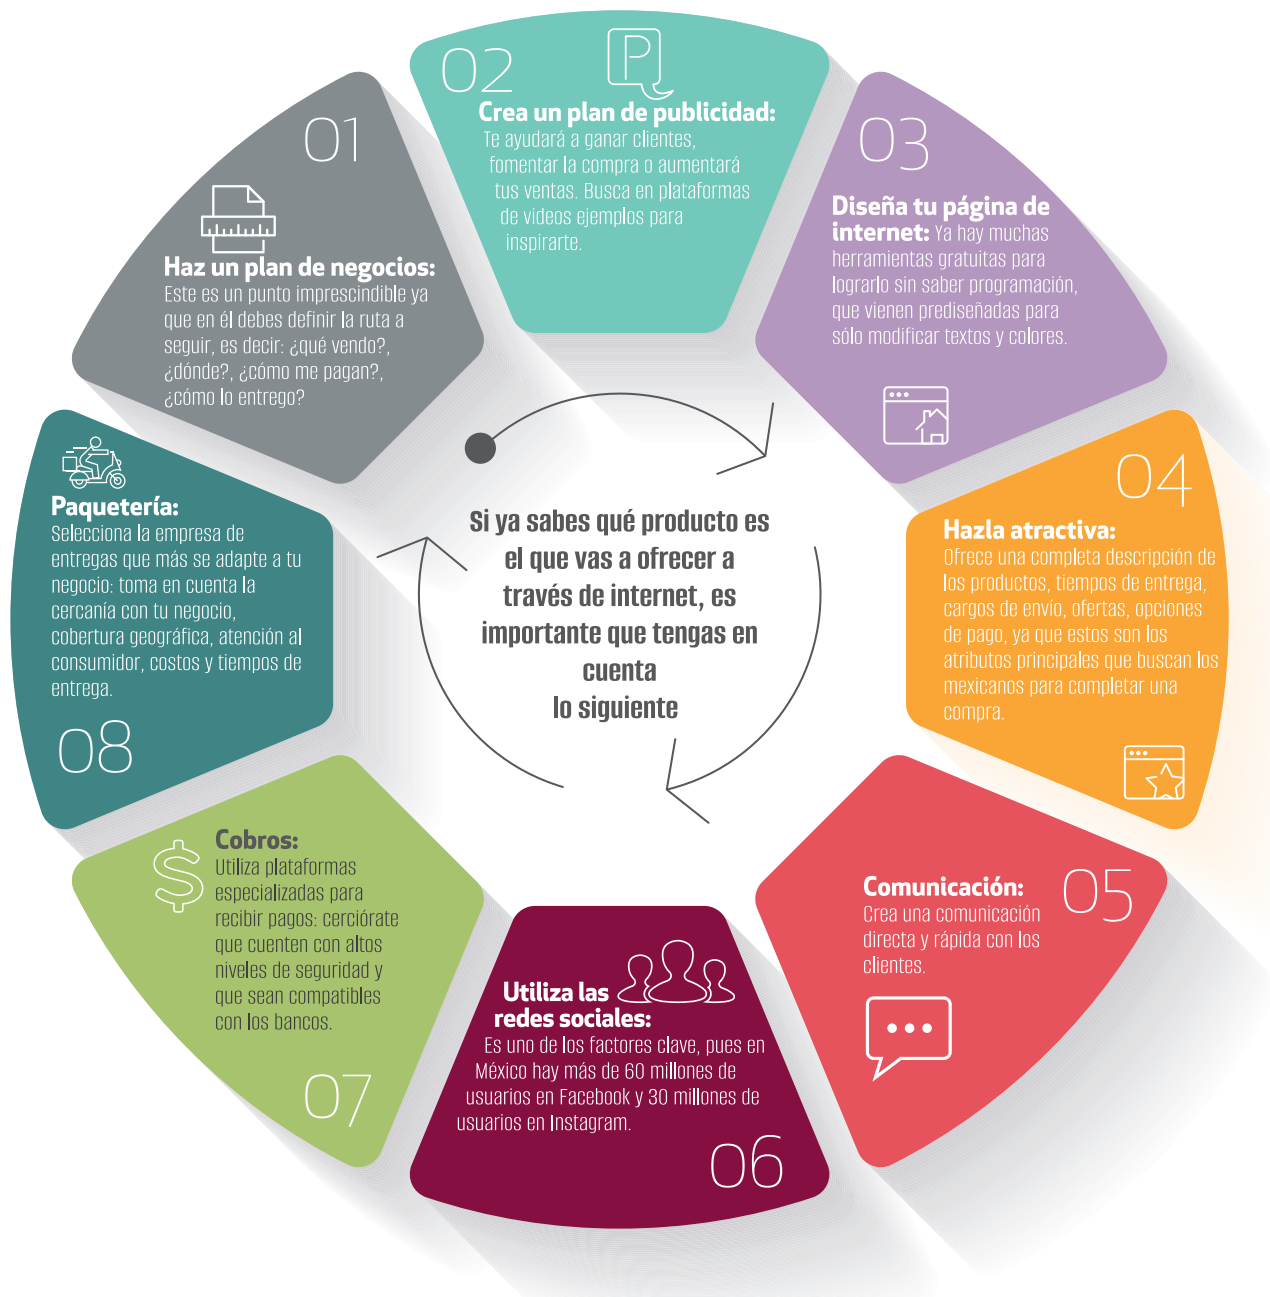 01
Haz un plan de negocios:
Este es un punto imprescindible ya
que en él debes definir la ruta a
seguir, es decir: ¿qué vendo?,
¿dónde?, ¿cómo me pagan?,
¿cómo lo entrego?
02
P
Crea un plan de publicidad:
Te ayudará a ganar clientes,
fomentar la compra o aumentará
tus ventas. Busca en plataformas
de videos ejemplos para
inspirarte.
03
Diseña tu página de
internet: Ya hay muchas
herramientas gratuitas para
lograrlo sin saber programación,
que vienen prediseñadas para
sólo modificar textos y colores.
04
Hazla atractiva:
Ofrece una completa descripción de
los productos, tiempos de entrega,
cargos de envío, ofertas, opciones
de pago, ya que estos son los
atributos principales que buscan los
mexicanos para completar una
compra.
05
Comunicación:
Crea una comunicación
directa y rápida con los
clientes.
Utiliza las
redes sociales:
Es uno de los factores clave, pues en
México hay más de 60 millones de
usuarios en Facebook y 30 millones de
usuarios en Instagram.
06
$
Cobros:
Utiliza plataformas
especializadas para
recibir pagos: cerciórate
que cuenten con altos
niveles de seguridad y
que sean compatibles
con los bancos.
07
Paquetería:
Selecciona la empresa de
entregas que más se adapte a tu
negocio: toma en cuenta la
cercanía con tu negocio,
cobertura geográfica, atención al
consumidor, costos y tiempos de
entrega.
08
Si ya sabes qué producto es
el que vas a ofrecer a
través de internet, es
importante que tengas en
cuenta
lo siguiente